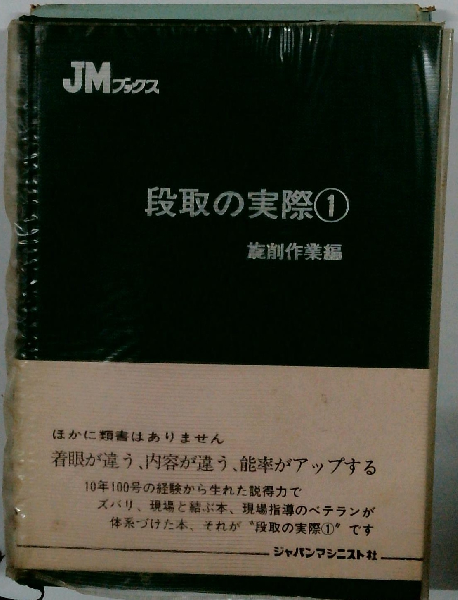 JMブックス
段取の実際①
旋削作業編
ほかに類書はありません
着眼が違う、内容が違う、能率がアップする
10年100号の経験から生れた説得力で
ズバリ、現場と結ぶ本、現場指導のベテランが
体系づけた本、それが〝段取の実際①〟です
ジャパンマシニスト社